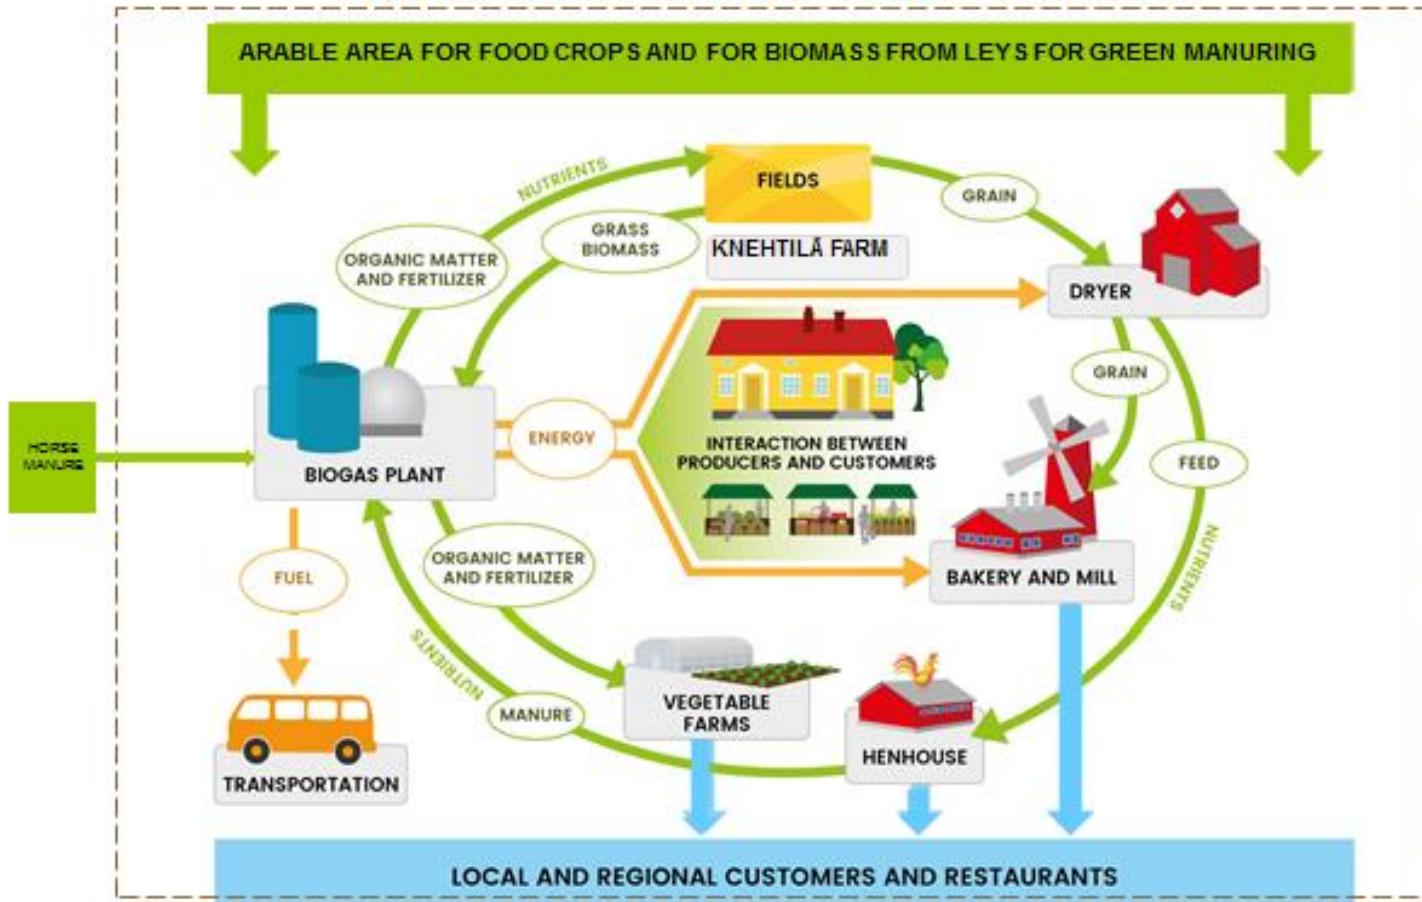 ARABLE AREA FOR FOOD CROPS AND FOR BIOMASS FROM LEYS FOR GREEN MANURING
NUTRIENTS
FIELDS
GRAIN
GRASS
BIOMASS
KNEHTILÄ FARM
ORGANIC MATTER
AND FERTILIZER
DRYER
GRAIN
HORSE
MANURE
ENERGY
INTERACTION BETWEEN
PRODUCERS AND CUSTOMERS
FEED
BIOGAS PLANT
ORGANIC MATTER
AND FERTILIZER
FUEL
BAKERY AND MILL
NUTRIENTS
NUTRIENTS
MANURE
VEGETABLE
FARMS
HENHOUSE
TRANSPORTATION
LOCAL AND REGIONAL CUSTOMERS AND RESTAURANTS